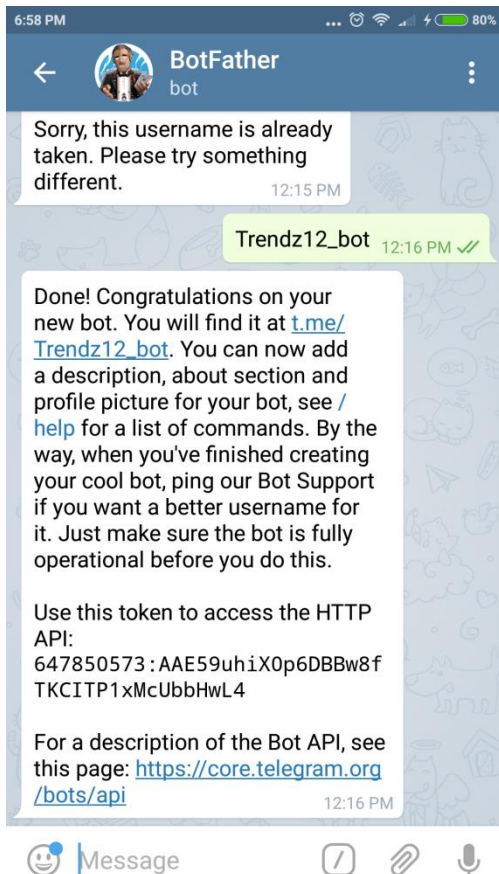 6:58 PM
... 80%
BotFather
bot
Sorry, this username is already
taken. Please try something
different.
12:15 PM
Trendz12_bot
12:16 PM
Done! Congratulations on your
new bot. You will find it at t.me/
Trendz12_bot. You can now add
a description, about section and
profile picture for your bot, see /
help for a list of commands. By the
way, when you've finished creating
your cool bot, ping our Bot Support
if you want a better username for
it. Just make sure the bot is fully
operational before you do this.
Use this token to access the HTTP
API:
647850573:AAE59uhiXOp6DBBw8f
TKCITP1xMcUbbHwL4
For a description of the Bot API, see
this page: https://core.telegram.org
/bots/api
12:16 PM
Message